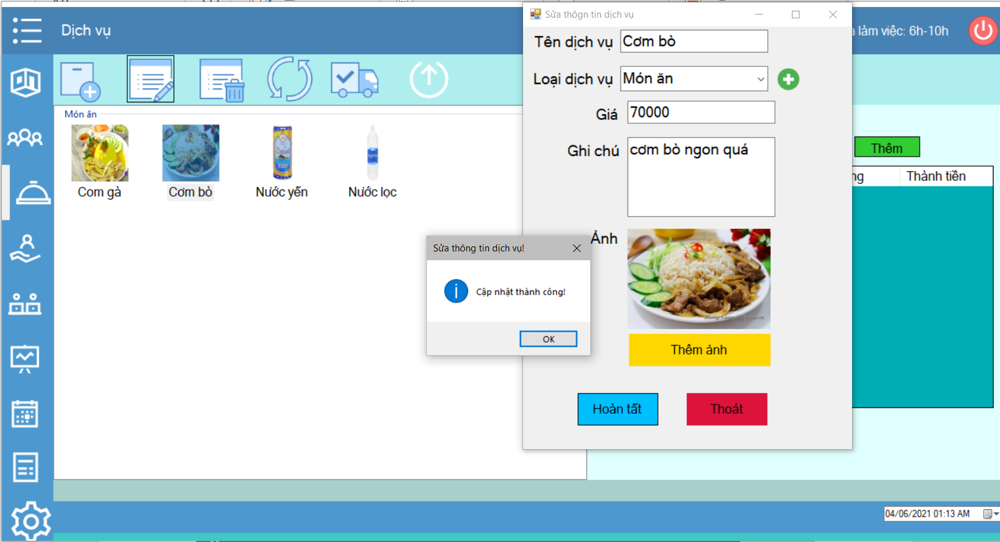 Dịch vụ
a làm việc: 6h-10h
Món ăn
Com gà
Cơm bò
Nước yến
Nước lọc
Sửa thôgn tin dịch vụ
Tên dịch vụ
Cơm bò
Loại dịch vụ
Món ăn
Giá
70000
Ghi chú
cơm bò ngon quá
Ảnh
Thêm ảnh
Hoàn tất
Thoát
Sửa thông tin dịch vụ!
Cập nhật thành công!
OK
Thêm
ng
Thành tiền
04/06/2021 01:13 AM